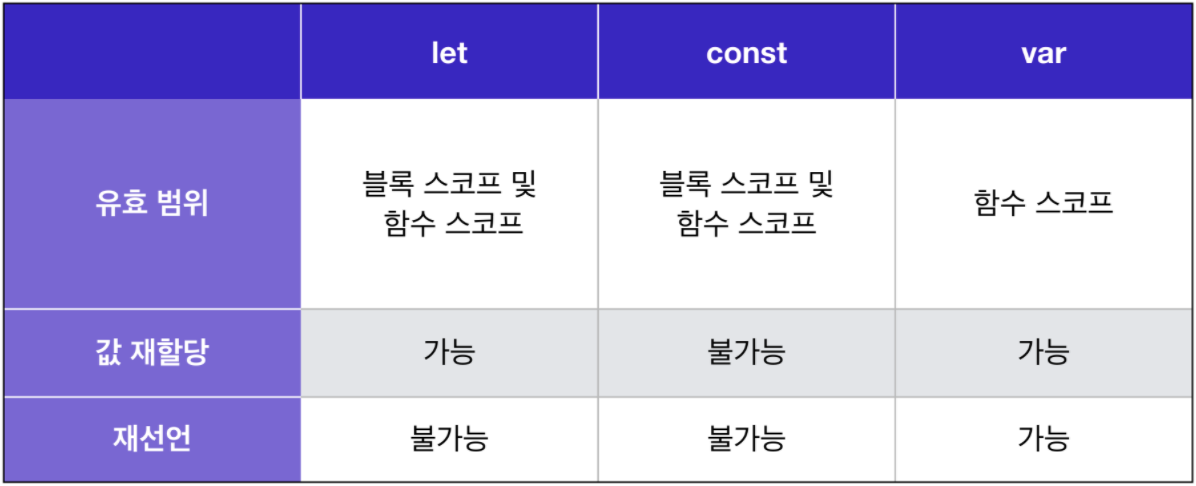 let const var
유효 범위
블록 스코프 및
함수 스코프
블록 스코프 및
함수 스코프
함수 스코프
값 재할당 가능 불가능 가능
재선언 불가능 불가능 가능